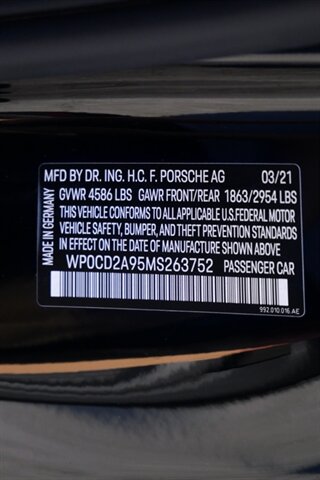 MFD BY DR. ING. H.C. F. PORSCHE AG 03/21
GVWR 4586 LBS GAWR FRONT/REAR 1863/2954 LBS
THIS VEHICLE CONFORMS TO ALL APPLICABLE U.S.FEDERAL MOTOR
VEHICLE SAFETY, BUMPER, AND THEFT PREVENTION STANDARDS
IN EFFECT ON THE DATE OF MANUFACTURE SHOWN ABOVE
WP0CD2A95MS263752 PASSENGER CAR
992.010.016 AE
MADE IN GERMANY